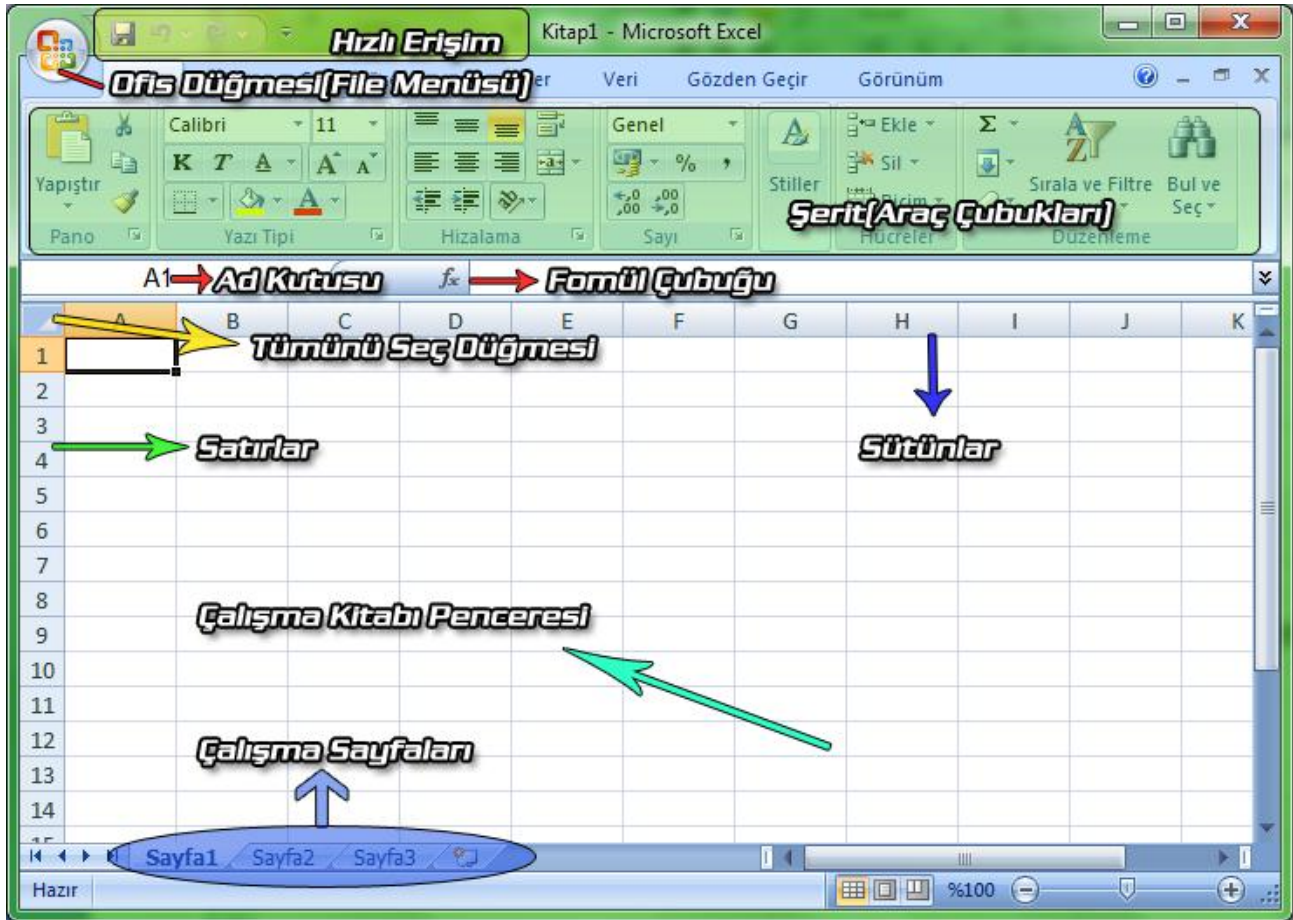 Kitap1 - Microsoft Excel
Hızlı Erişim
Ofis Düğmesi(File Menüsü)
Veri Gözden Geçir Görünüm
Calibri 11 Genel Ekle Σ
K T A A A % , Sil
Yapıştır Stiller Sırala ve Filtre Bul ve Seç
Şerit(Araç Çubukları)
Pano Yazı Tipi Hizalama Sayı Hücreler Düzenleme
A1 Ad Kutusu fx Fomül Çubuğu
A B C D E F G H I J K
Tümünü Seç Düğmesi
1
2
3
Satırlar Sütünlar
4
5
6
7
8
Çalışma Kitabı Penceresi
9
10
11
12
Çalışma Sayfaları
13
14
15
Sayfa1 Sayfa2 Sayfa3
Hazır %100